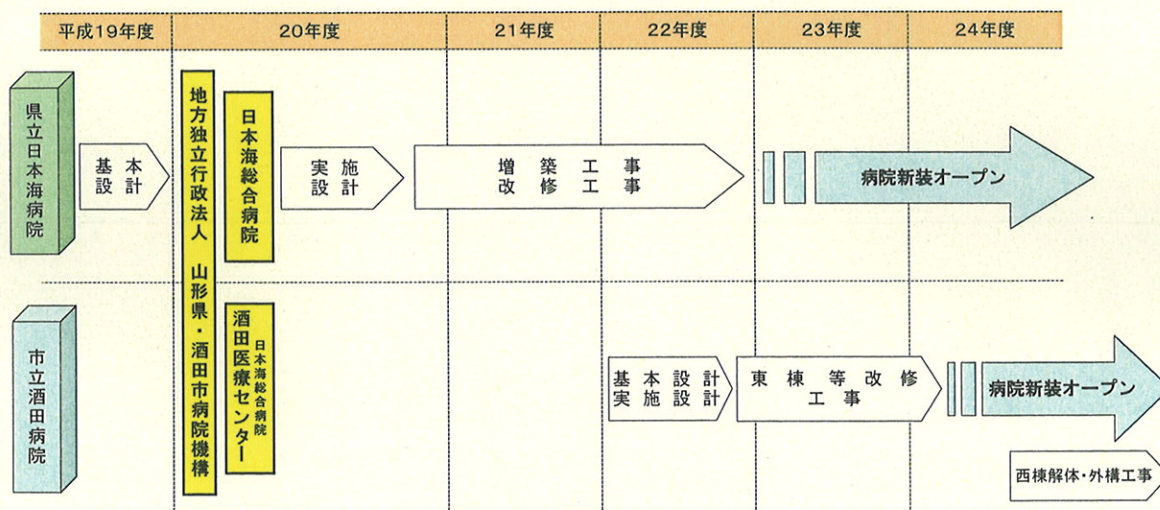 平成19年度
20年度
21年度
22年度
23年度
24年度
県立日本海病院
基本
設計
地方独立行政法人 山形県・酒田市病院機構
日本海総合病院
実施
設計
増築工事
改修工事
病院新装オープン
市立酒田病院
日本海総合病院
酒田医療センター
基本設計
実施設計
東棟等改修
工事
病院新装オープン
西棟解体・外構工事